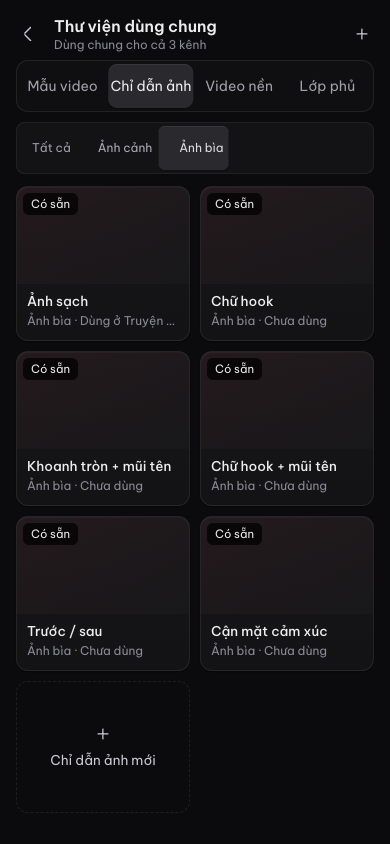 Thư viện dùng chung
Dùng chung cho cả 3 kênh
Mẫu video
Chỉ dẫn ảnh
Video nền
Lớp phủ
Tất cả
Ảnh cảnh
Ảnh bìa
Có sẵn
Có sẵn
Ảnh sạch
Chữ hook
Ảnh bìa · Dùng ở Truyện ...
Ảnh bìa · Chưa dùng
Có sẵn
Có sẵn
Khoanh tròn + mũi tên
Chữ hook + mũi tên
Ảnh bìa · Chưa dùng
Ảnh bìa · Chưa dùng
Có sẵn
Có sẵn
Trước / sau
Cận mặt cảm xúc
Ảnh bìa · Chưa dùng
Ảnh bìa · Chưa dùng
Chỉ dẫn ảnh mới